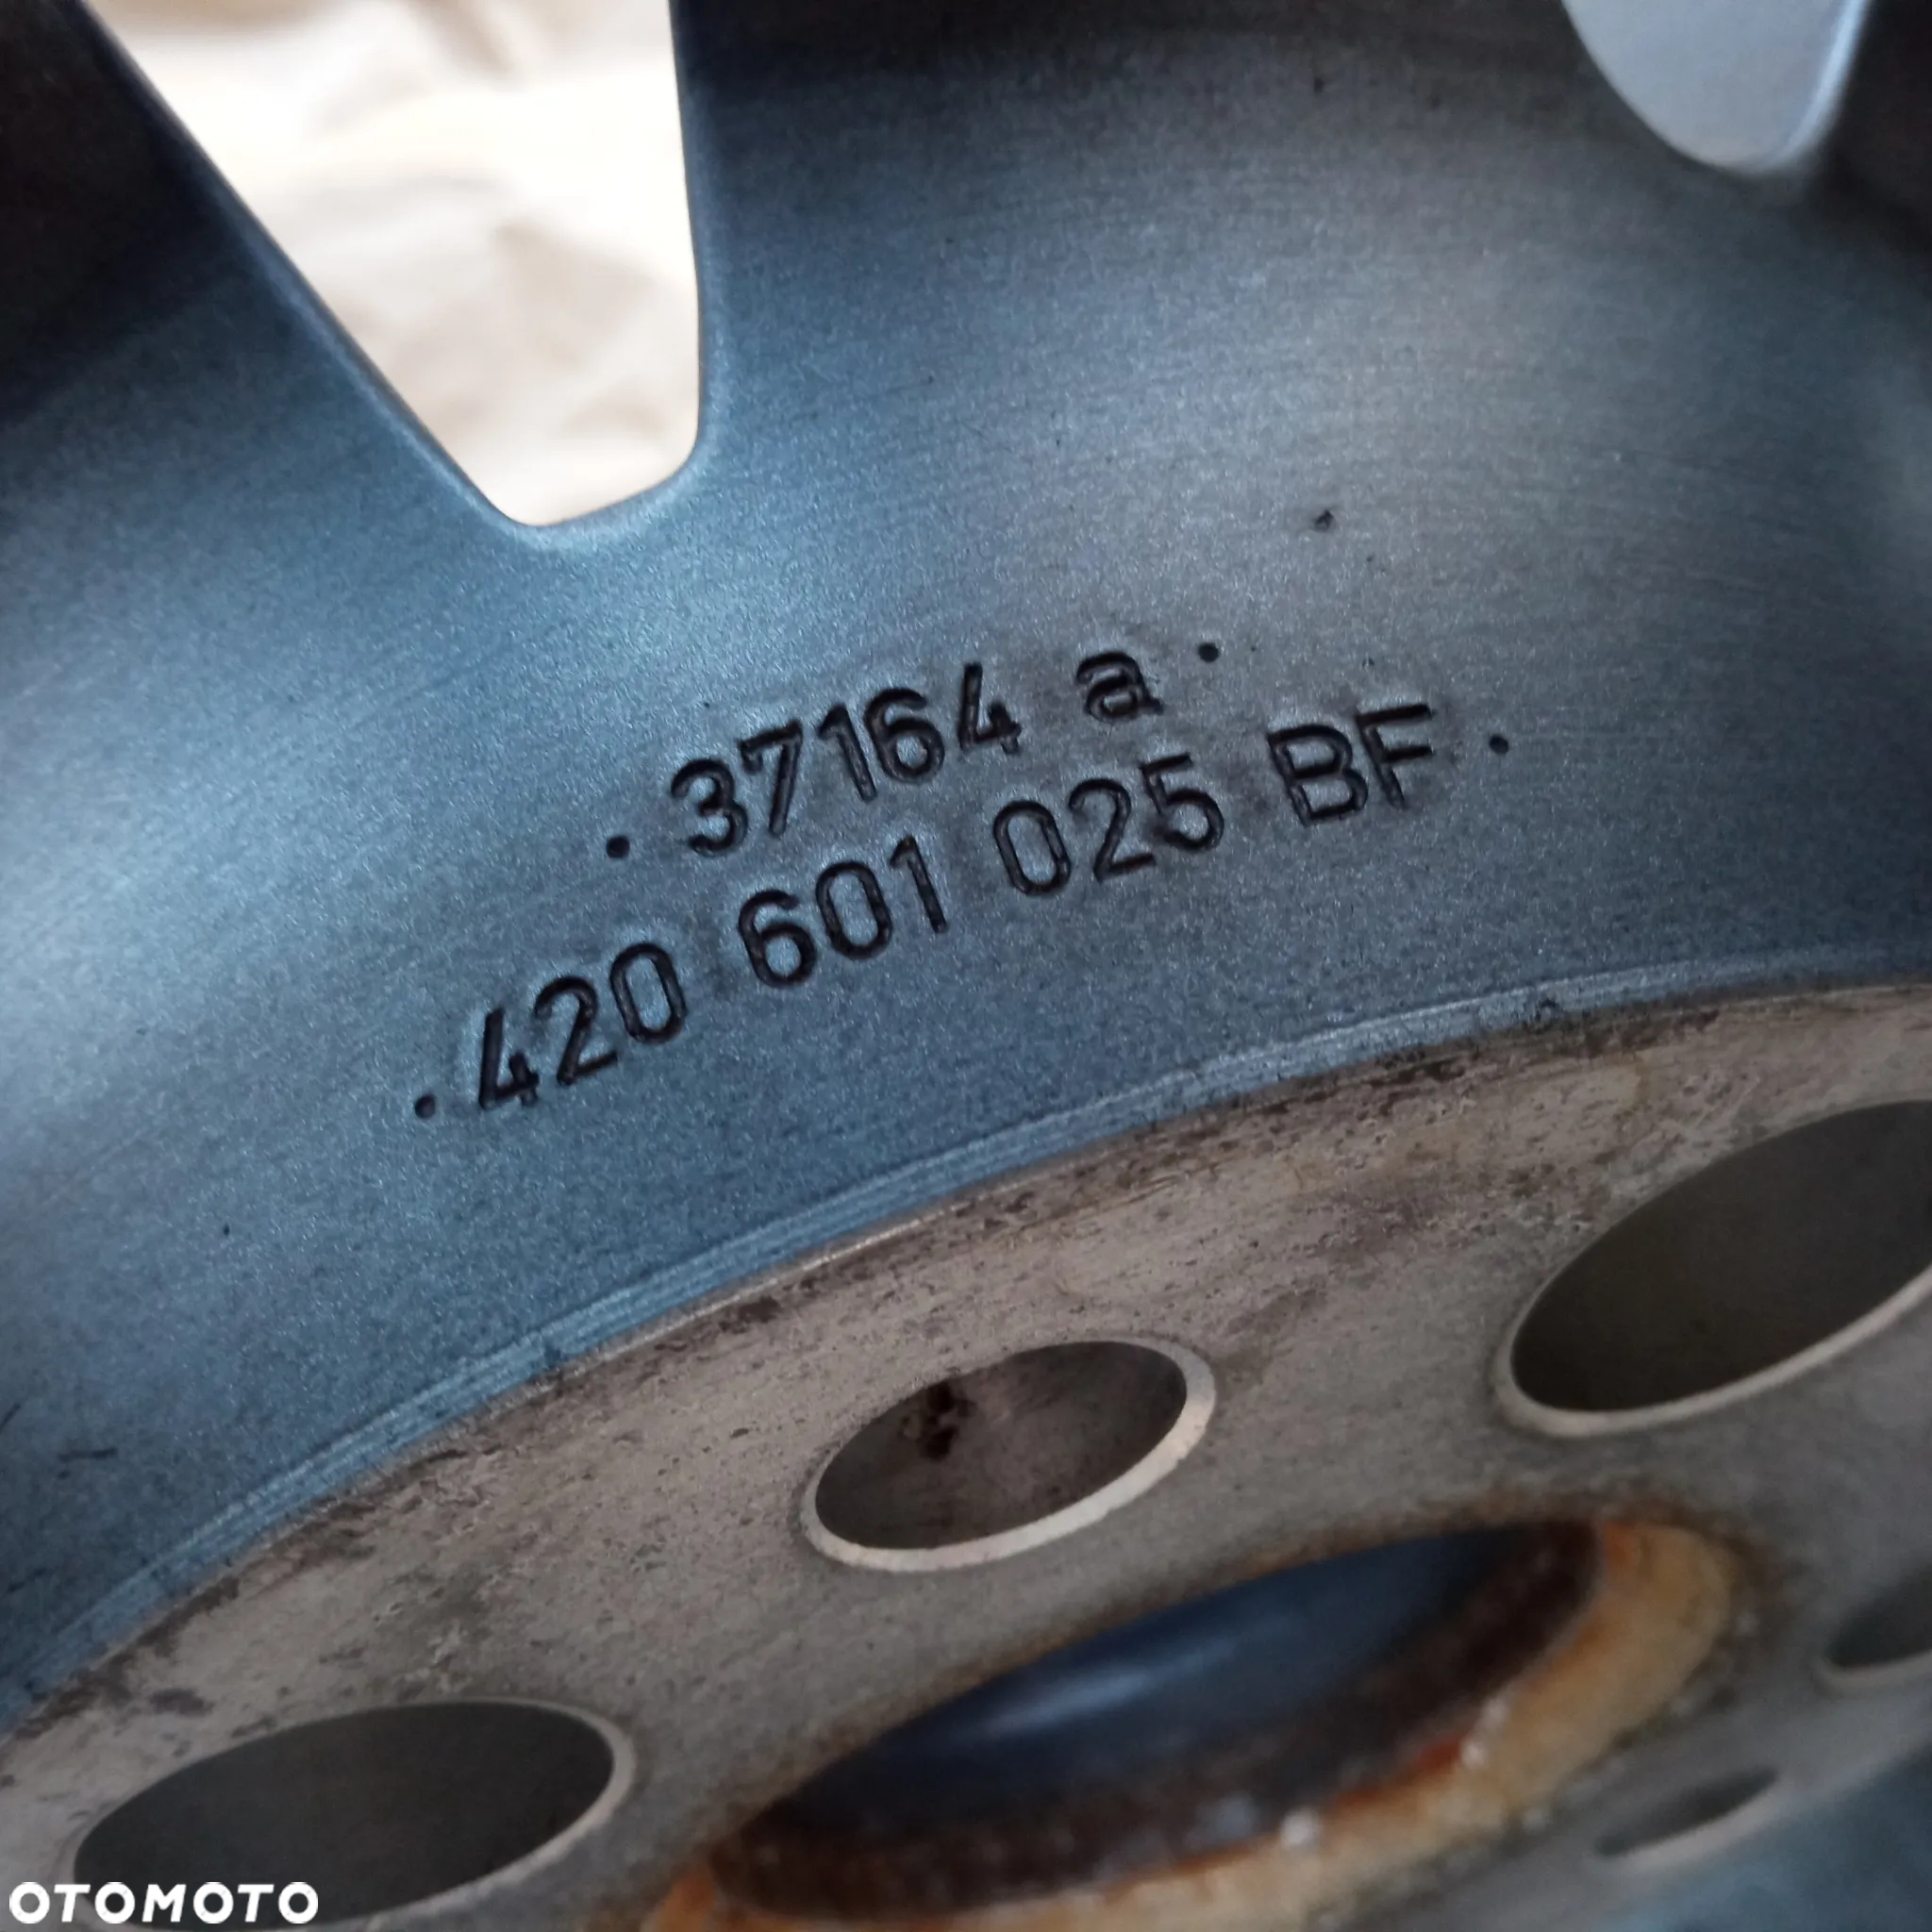 . 37164 a .
. 420 601 025 BF .
OTOMOTO